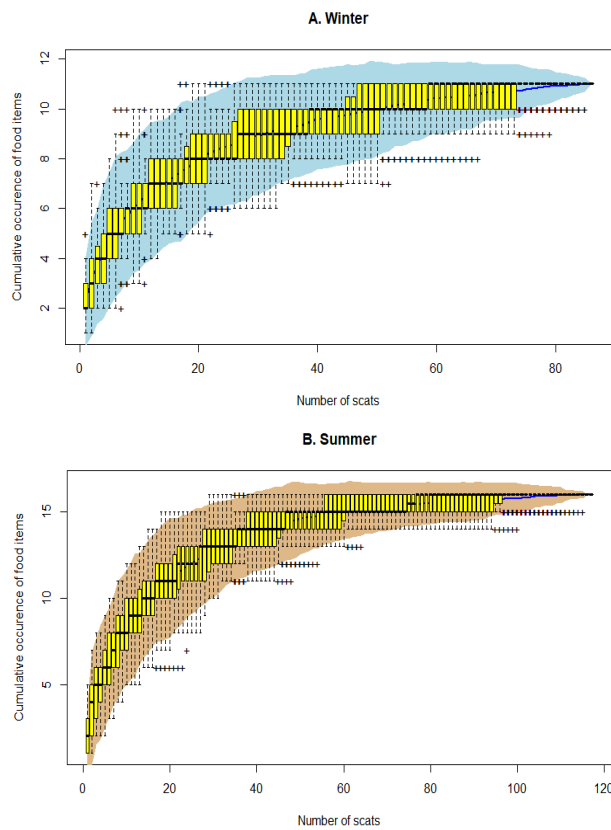 A. Winter
Cumulative occurence of food items
12
10
8
6
4
2
0 20 40 60 80
Number of scats
B. Summer
Cumulative occurence of food items
15
10
5
0 20 40 60 80 100 120
Number of scats